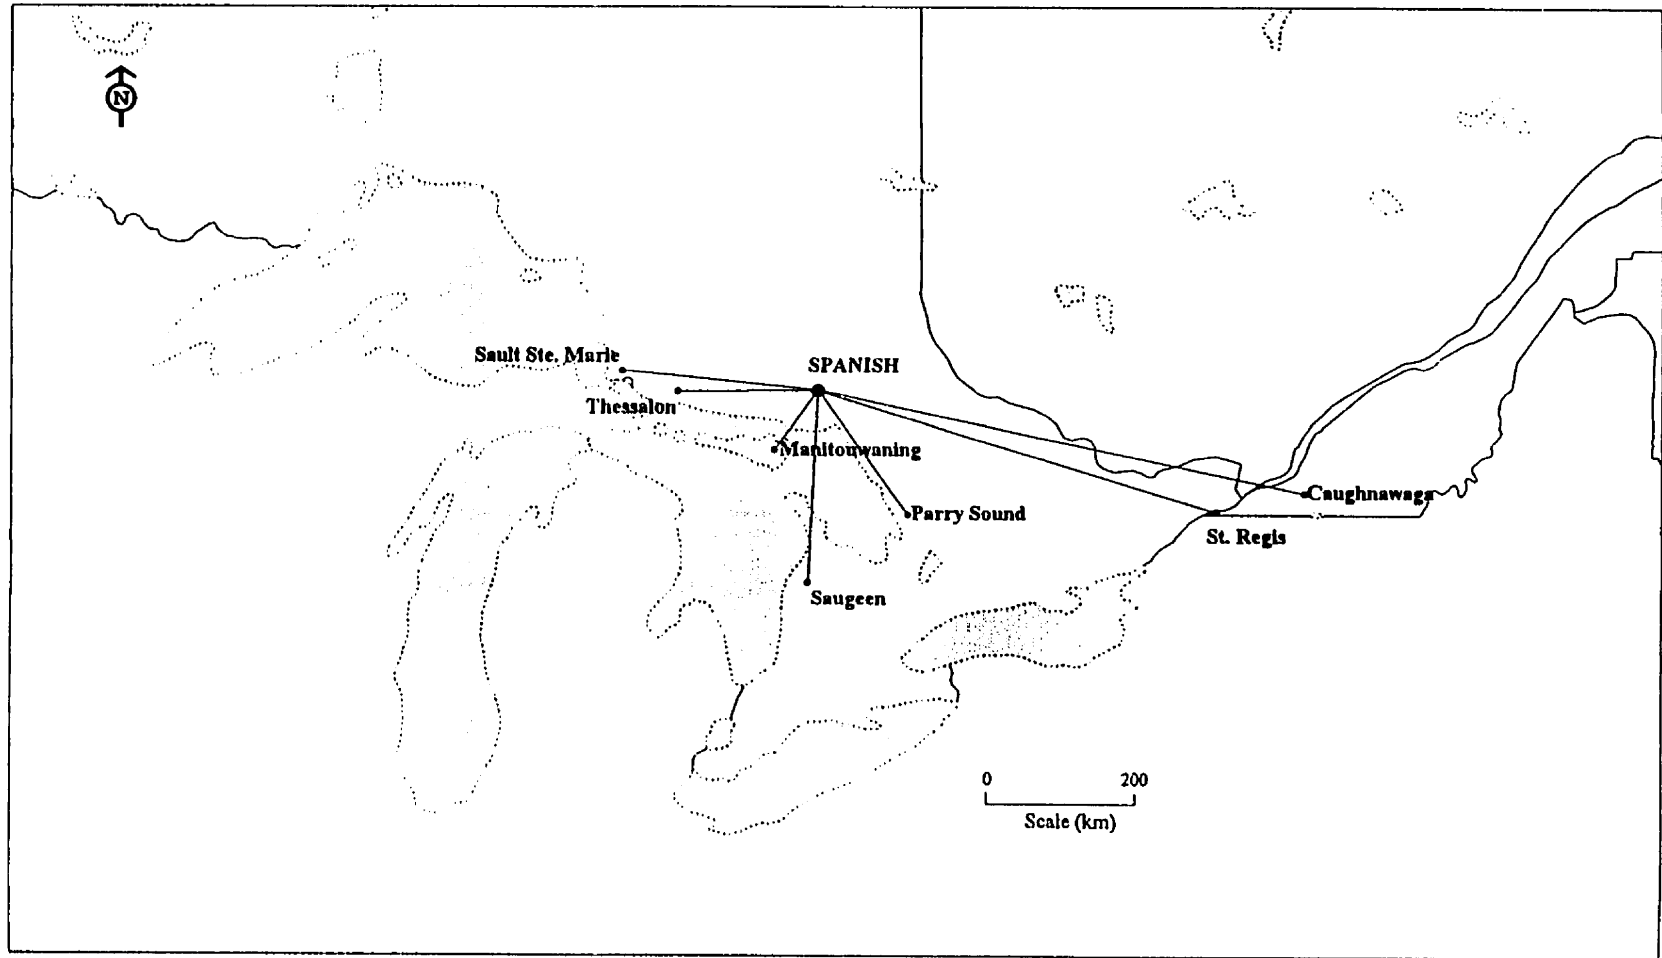 N
Sault Ste. Marie
SPANISH
Thessalon
Manitouwaning
Caughnawaga
Parry Sound
St. Regis
Saugeen
0 200
Scale (km)